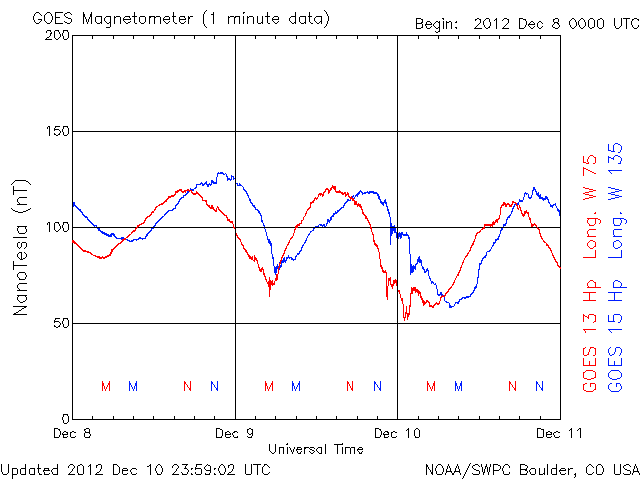 GOES Magnetometer (1 minute data)
Begin: 2012 Dec 8 0000 UTC
200
150
100
50
0
NanoTesla (nT)
M M N N M M N N M M N N
Dec 8 Dec 9 Dec 10 Dec 11
Universal Time
GOES 13 Hp Long. W 75
GOES 15 Hp Long. W 135
Updated 2012 Dec 10 23:59:02 UTC
NOAA/SWPC Boulder, CO USA